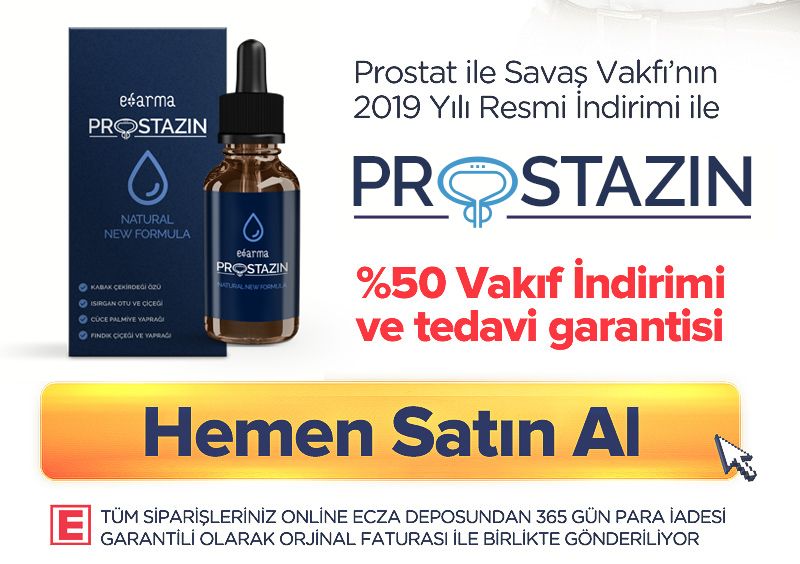 eςarma
PROSTAZIN
NATURAL
NEW FORMULA
KABAK ÇEKİRDEĞİ ÖZÜ
ISIRGAN OTU VE ÇİÇEĞİ
CÜCE PALMİYE YAPRAĞI
FINDIK ÇİÇEĞİ VE YAPRAĞI
PROSTAZIN
NATURAL NEW FORMULA
Prostat ile Savaş Vakfı'nın
2019 Yılı Resmi İndirimi ile
PROSTAZIN
%50 Vakıf İndirimi
ve tedavi garantisi
Hemen Satın Al
E
TÜM SİPARİŞLERİNİZ ONLINE ECZA DEPOSUNDAN 365 GÜN PARA İADESİ
GARANTİLİ OLARAK ORJİNAL FATURASI İLE BİRLİKTE GÖNDERİLİYOR